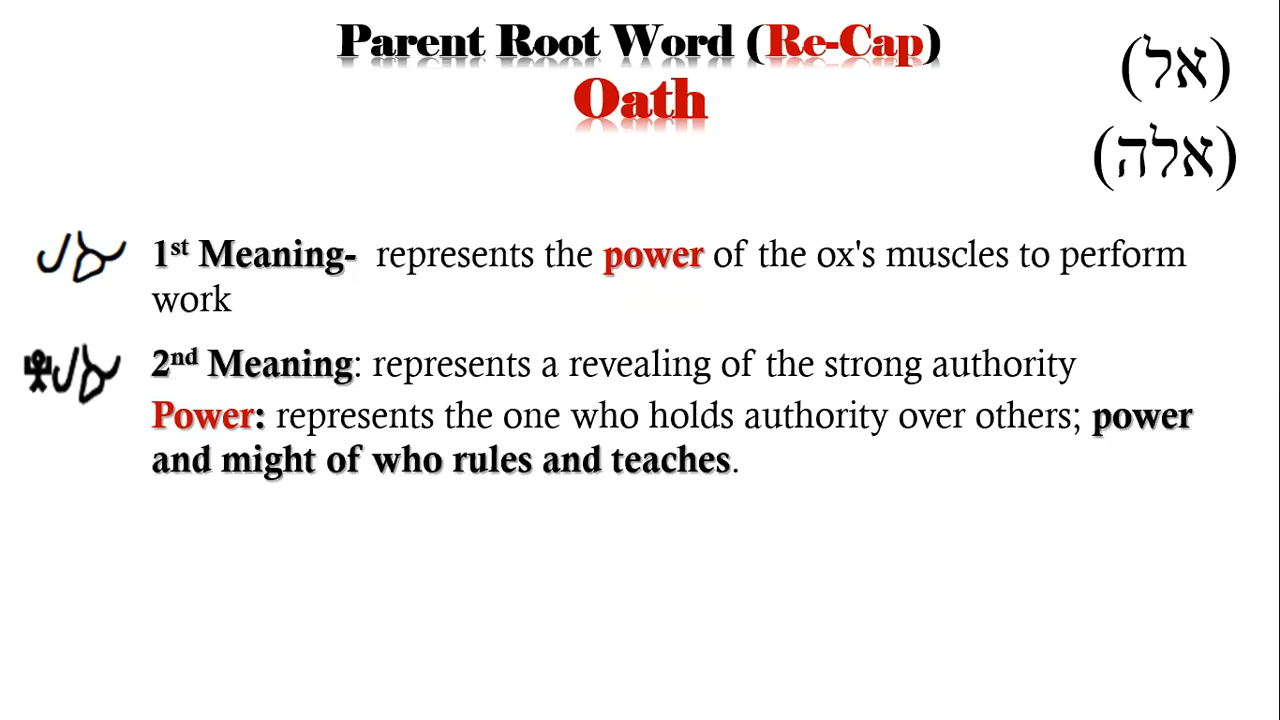 Parent Root Word (Re-Cap)
Oath
(אל)
(אלה)
1st Meaning- represents the power of the ox's muscles to perform
work
2nd Meaning: represents a revealing of the strong authority
Power: represents the one who holds authority over others; power
and might of who rules and teaches.